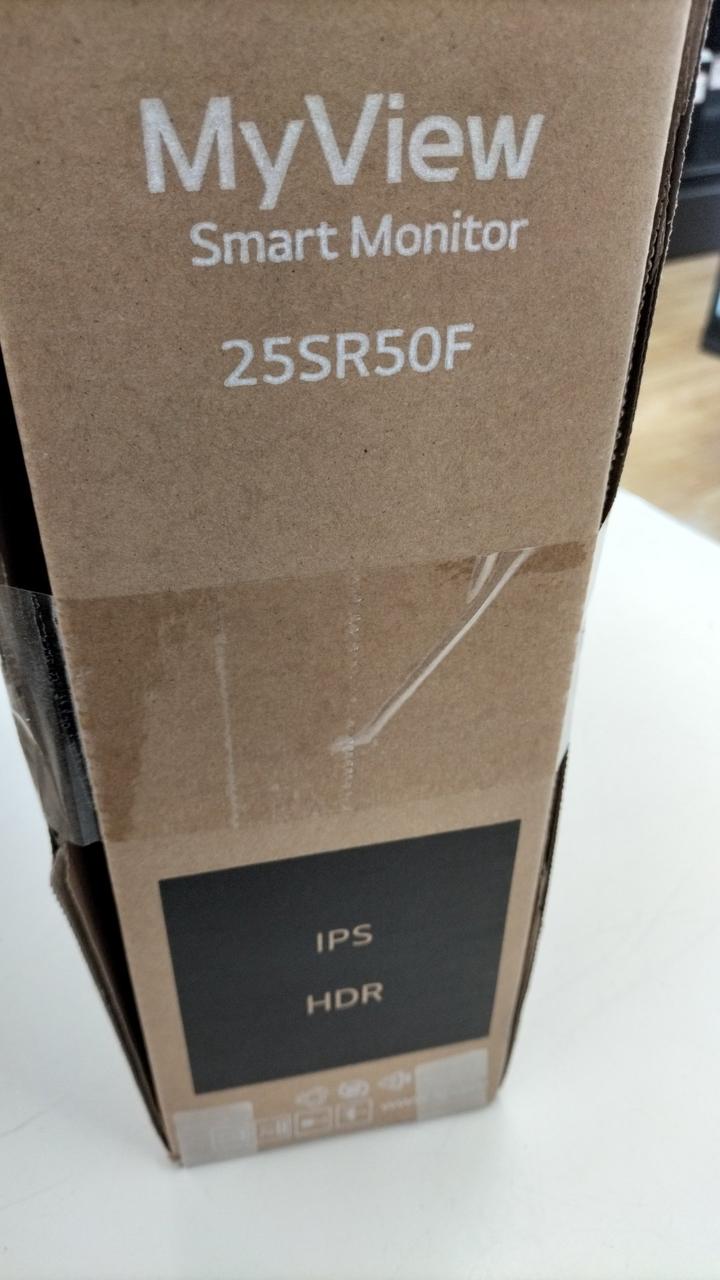 MyView
Smart Monitor
25SR50F
IPS
HDR